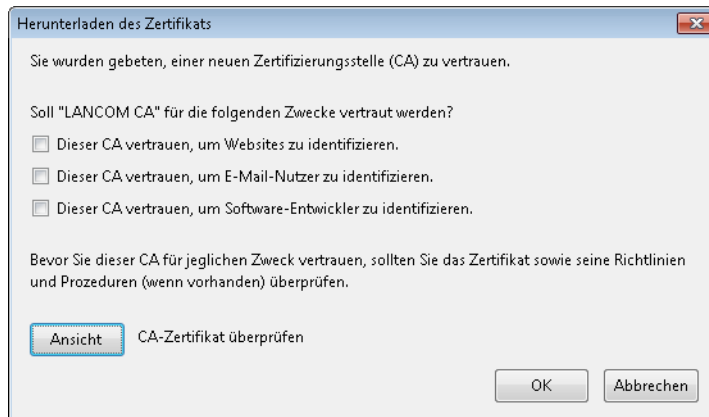 Herunterladen des Zertifikats
Sie wurden gebeten, einer neuen Zertifizierungsstelle (CA) zu vertrauen.
Soll "LANCOM CA" für die folgenden Zwecke vertraut werden?
Dieser CA vertrauen, um Websites zu identifizieren.
Dieser CA vertrauen, um E-Mail-Nutzer zu identifizieren.
Dieser CA vertrauen, um Software-Entwickler zu identifizieren.
Bevor Sie dieser CA für jeglichen Zweck vertrauen, sollten Sie das Zertifikat sowie seine Richtlinien
und Prozeduren (wenn vorhanden) überprüfen.
Ansicht CA-Zertifikat überprüfen
OK Abbrechen